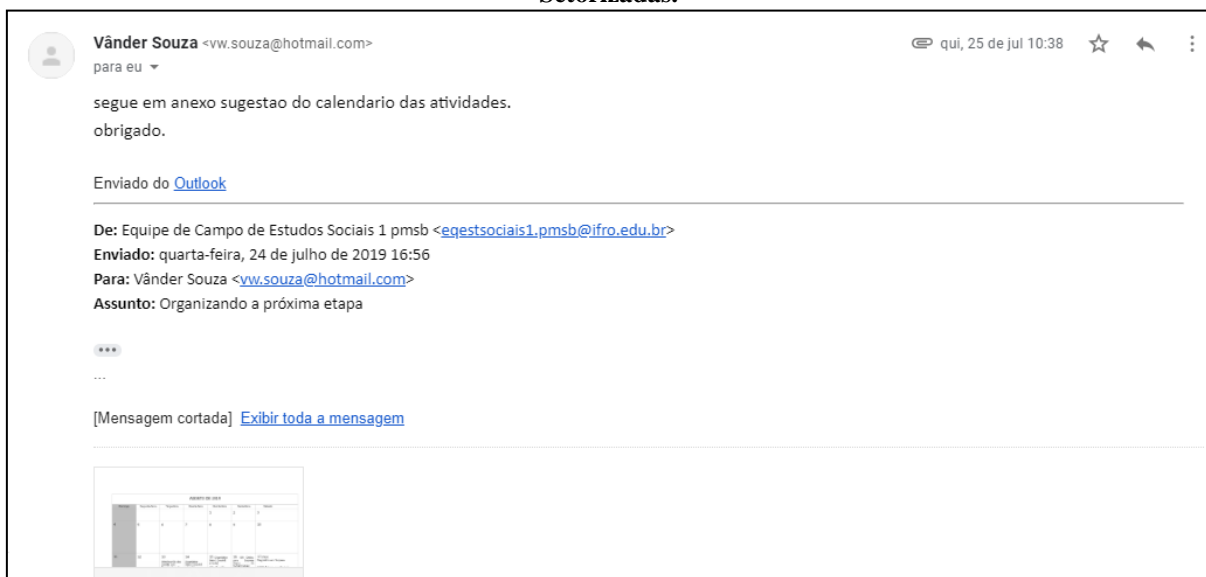 Setorizadas.
Vânder Souza <vw.souza@hotmail.com>
qui, 25 de jul 10:38
para eu
segue em anexo sugestao do calendario das atividades.
obrigado.
Enviado do Outlook
De: Equipe de Campo de Estudos Sociais 1 pmsb <eqestsociais1.pmsb@ifro.edu.br>
Enviado: quarta-feira, 24 de julho de 2019 16:56
Para: Vânder Souza <vw.souza@hotmail.com>
Assunto: Organizando a próxima etapa
...
[Mensagem cortada] Exibir toda a mensagem
AGOSTO DE 2019